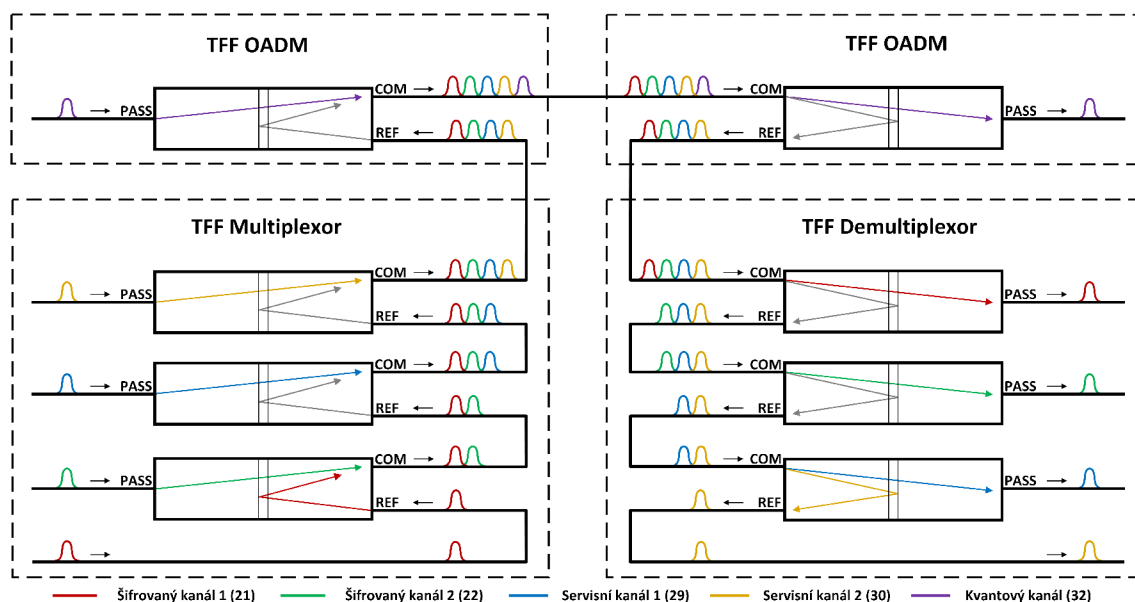 TFF OADM
TFF OADM
COM
COM
PASS
PASS
REF
REF
TFF Multiplexor
TFF Demultiplexor
COM
COM
PASS
PASS
REF
REF
COM
COM
PASS
PASS
REF
REF
COM
COM
PASS
PASS
REF
REF
Šifrovaný kanál 1 (21) Šifrovaný kanál 2 (22) Servisní kanál 1 (29) Servisní kanál 2 (30) Kvantový kanál (32)